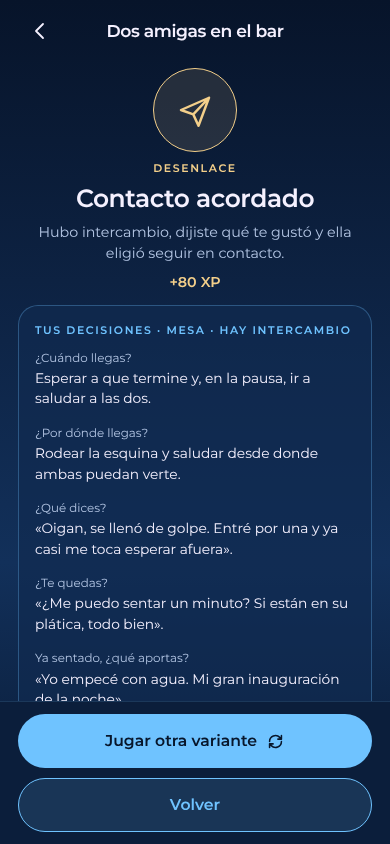 Dos amigas en el bar
DESENLACE
Contacto acordado
Hubo intercambio, dijiste qué te gustó y ella
eligió seguir en contacto.
+80 XP
TUS DECISIONES · MESA · HAY INTERCAMBIO
¿Cuándo llegas?
Esperar a que termine y, en la pausa, ir a
saludar a las dos.
¿Por dónde llegas?
Rodear la esquina y saludar desde donde
ambas puedan verte.
¿Qué dices?
«Oigan, se llenó de golpe. Entré por una y ya
casi me toca esperar afuera».
¿Te quedas?
«¿Me puedo sentar un minuto? Si están en su
plática, todo bien».
Ya sentado, ¿qué aportas?
«Yo empecé con agua. Mi gran inauguración
de la noche»
Jugar otra variante
Volver